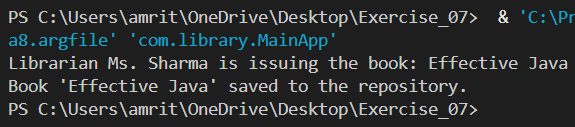 PS C:\Users\amrit\OneDrive\Desktop\Exercise_07>  & 'C:\Pr
a8.argfile' 'com.library.MainApp'
Librarian Ms. Sharma is issuing the book: Effective Java
Book 'Effective Java' saved to the repository.
PS C:\Users\amrit\OneDrive\Desktop\Exercise_07>